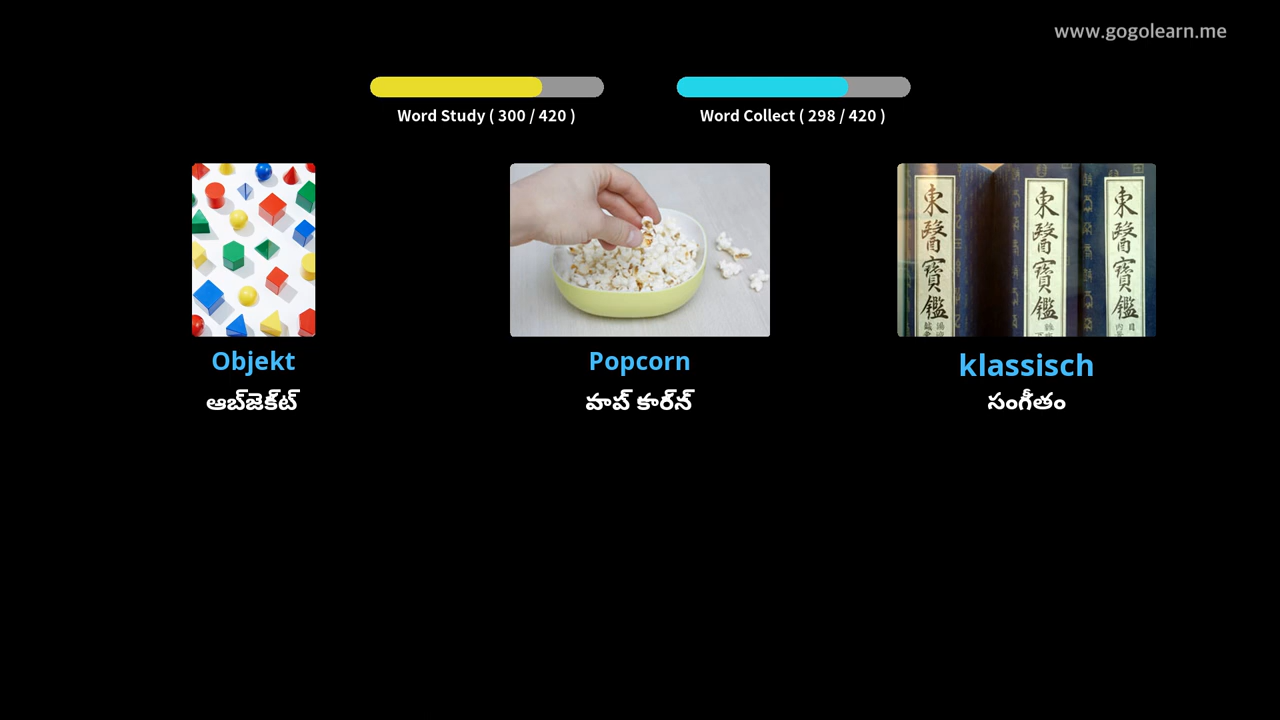 www.gogolearn.me
Word Study ( 300 / 420 )
Word Collect ( 298 / 420 )
東醫寶鑑
東醫寶鑑
東醫寶鑑
Objekt
Popcorn
klassisch
ఆబ్‌జెక్‌ట్
పాప్ కార్‌న్
సంగీతం